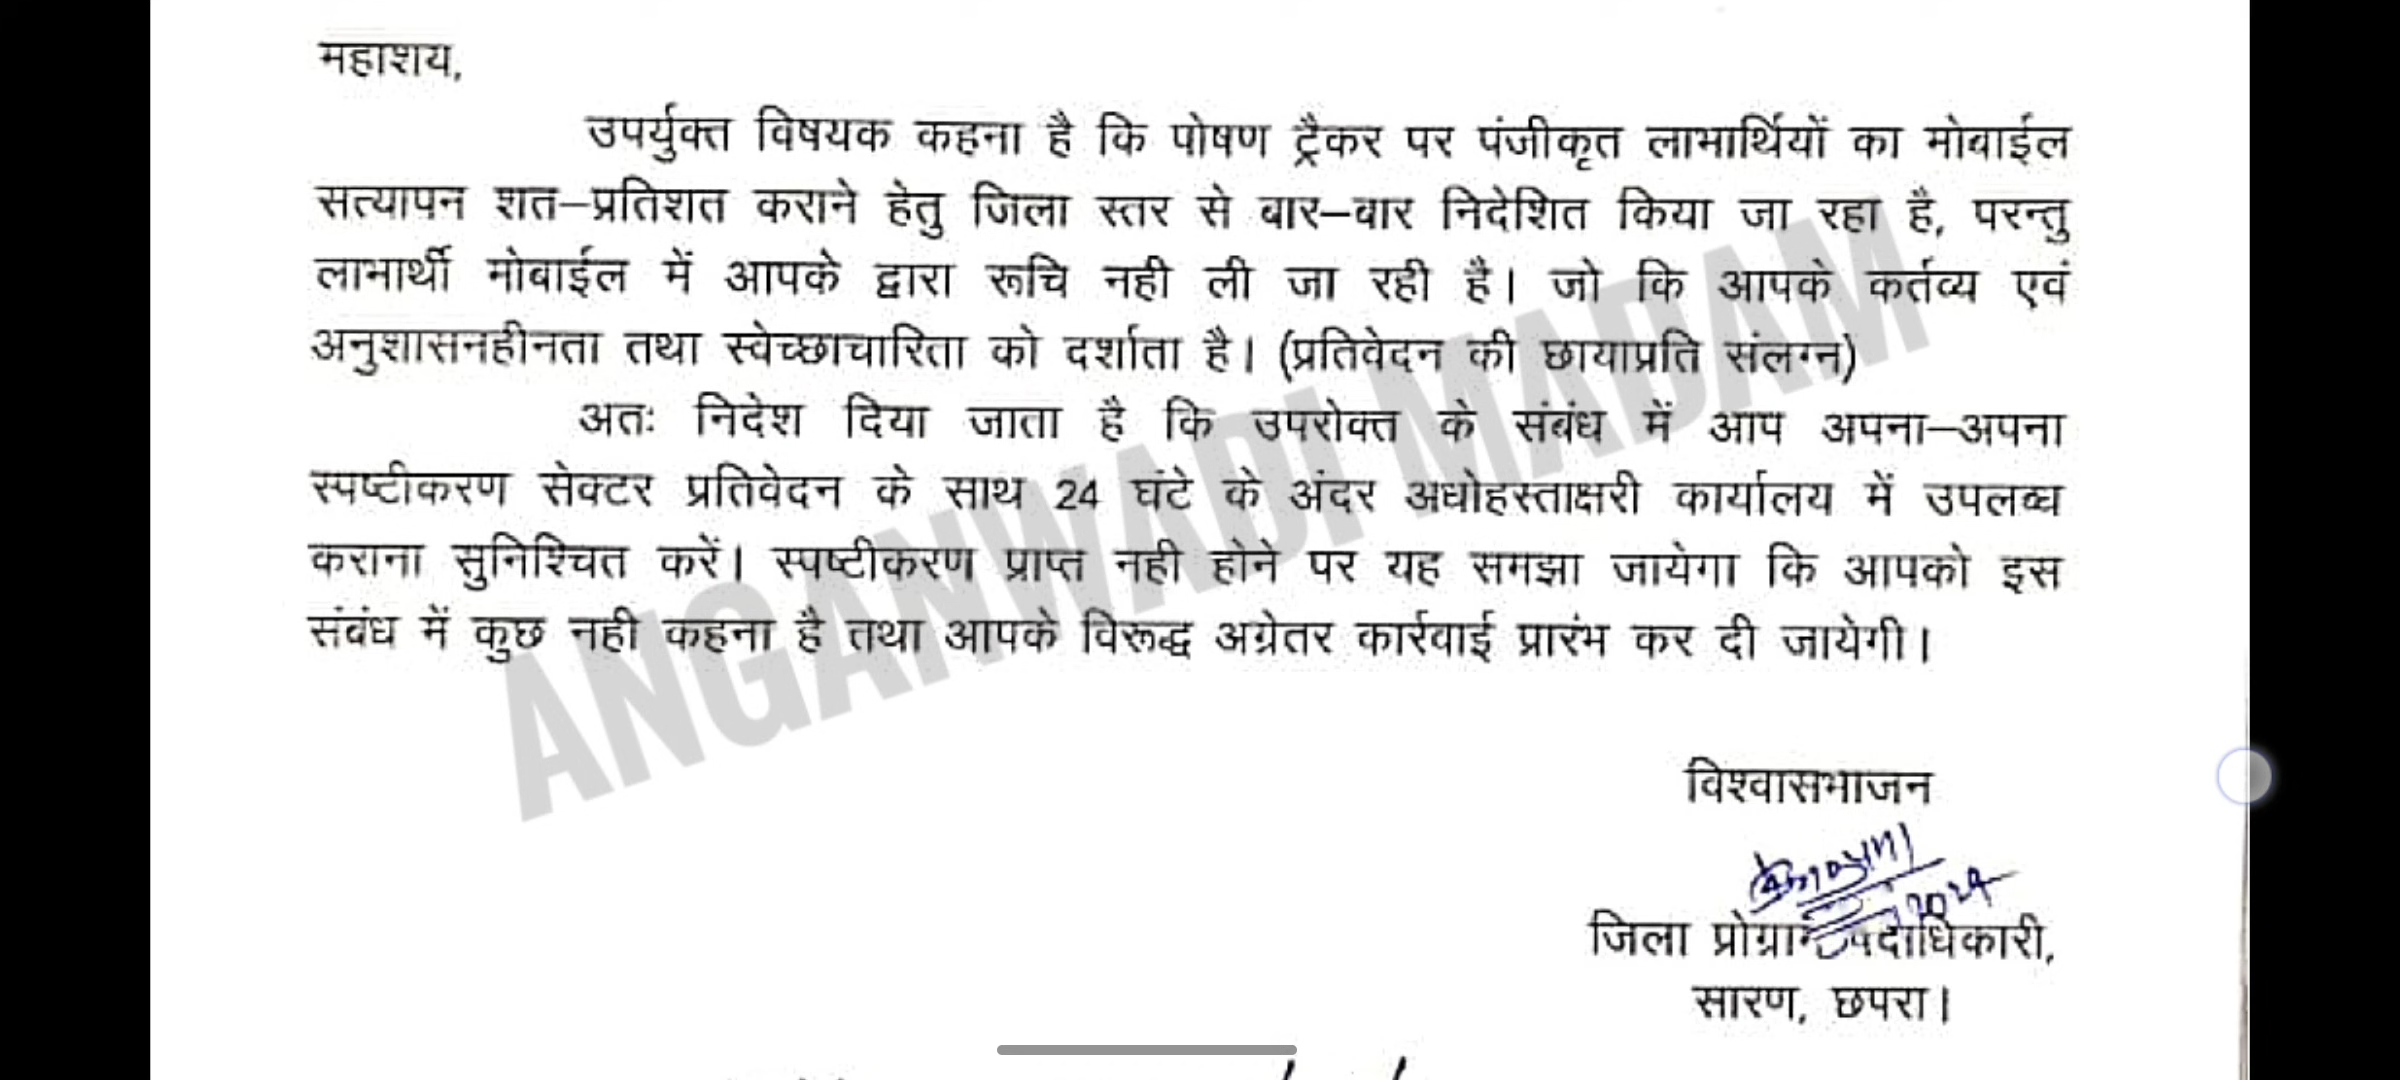 महाशय,
उपर्युक्त विषयक कहना है कि पोषण ट्रैकर पर पंजीकृत लाभार्थियों का मोबाईल
सत्यापन शत–प्रतिशत कराने हेतु जिला स्तर से बार–बार निदेशित किया जा रहा है, परन्तु
लाभार्थी मोबाईल में आपके द्वारा रूचि नही ली जा रही है। जो कि आपके कर्तव्य एवं
अनुशासनहीनता तथा स्वेच्छाचारिता को दर्शाता है। (प्रतिवेदन की छायाप्रति संलग्न)
अतः निदेश दिया जाता है कि उपरोक्त के संबंध में आप अपना–अपना
स्पष्टीकरण सेक्टर प्रतिवेदन के साथ 24 घंटे के अंदर अधोहस्ताक्षरी कार्यालय में उपलब्ध
कराना सुनिश्चित करें। स्पष्टीकरण प्राप्त नही होने पर यह समझा जायेगा कि आपको इस
संबंध में कुछ नही कहना है तथा आपके विरूद्ध अग्रेतर कार्रवाई प्रारंभ कर दी जायेगी।
ANGANWADI MADAM
विश्वासभाजन
जिला प्रोग्राम पदाधिकारी,
सारण, छपरा।